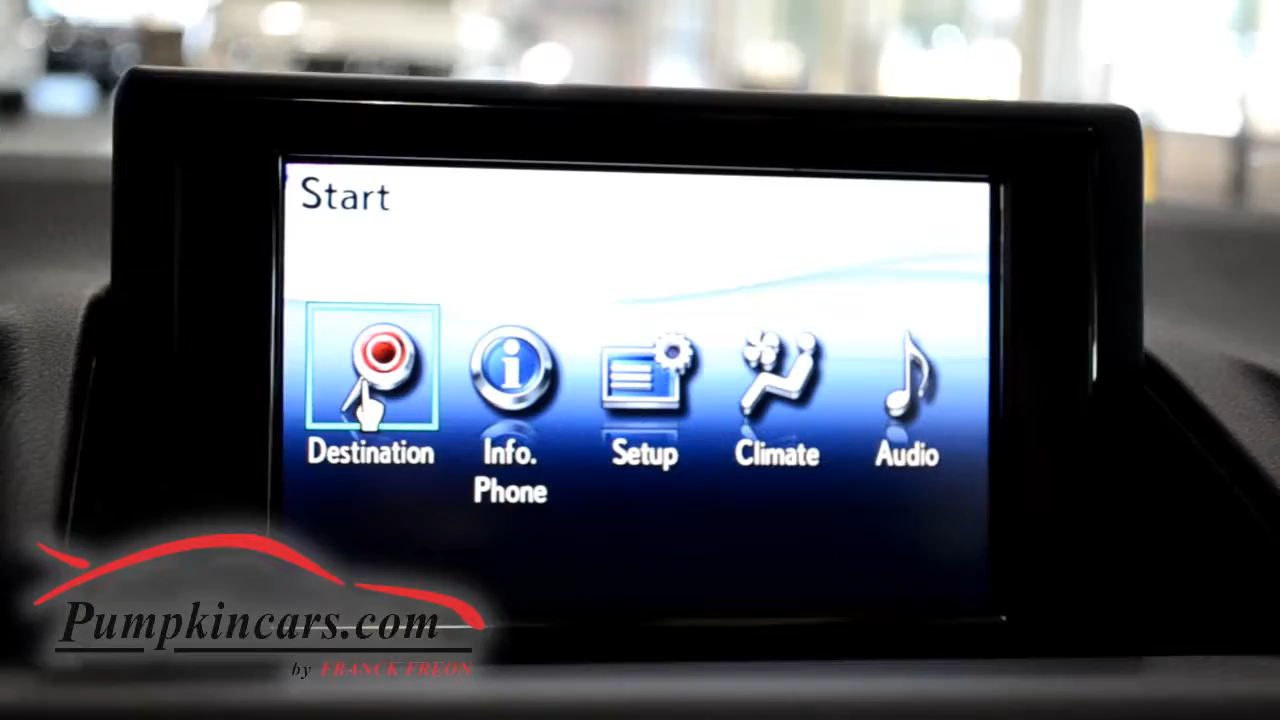 Start
Destination
Info.
Phone
Setup
Climate
Audio
Pumpkincars.com
by FRANCK FREON